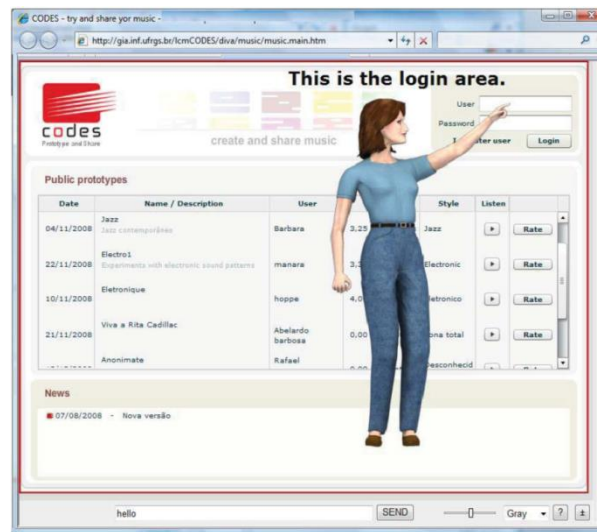 CODES - try and share yor music -
http://gia.inf.ufrgs.br/lcmCODES/diva/music/music.main.htm
This is the login area.
User
codes
Password
Prototype and Share
create and share music
user
Login
Public prototypes
Date Name / Description User Style Listen
Jazz
04/11/2008 Jazz contemporâneo Barbara 3,25 Jazz Rate
Electro1
22/11/2008 Experiments with electronic sound patterns manara Electronic Rate
Eletronique
10/11/2008 hoppe Rate
Viva a Rita Cadillac
21/11/2008 Abelardo barbosa 0,00 total Rate
Anonimate Rafael
News
07/08/2008 - Nova versão
hello SEND Gray ? ±